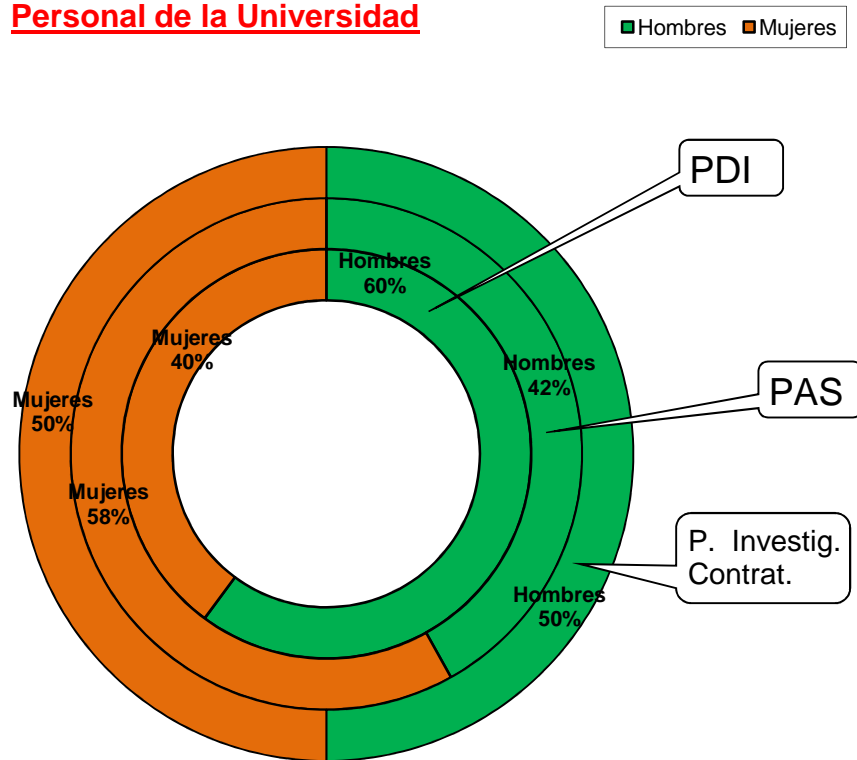 Personal de la Universidad
Hombres Mujeres
PDI
Hombres
60%
Mujeres
40%
Hombres
42%
PAS
Mujeres
50%
Mujeres
58%
P. Investig.
Contrat.
Hombres
50%